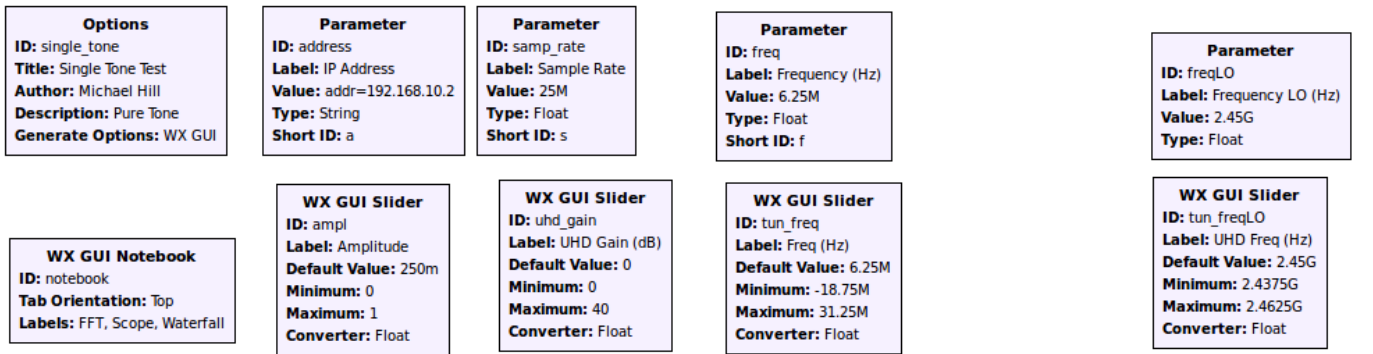 Options
ID: single_tone
Title: Single Tone Test
Author: Michael Hill
Description: Pure Tone
Generate Options: WX GUI
Parameter
ID: address
Label: IP Address
Value: addr=192.168.10.2
Type: String
Short ID: a
Parameter
ID: samp_rate
Label: Sample Rate
Value: 25M
Type: Float
Short ID: s
Parameter
ID: freq
Label: Frequency (Hz)
Value: 6.25M
Type: Float
Short ID: f
Parameter
ID: freqLO
Label: Frequency LO (Hz)
Value: 2.45G
Type: Float
WX GUI Notebook
ID: notebook
Tab Orientation: Top
Labels: FFT, Scope, Waterfall
WX GUI Slider
ID: ampl
Label: Amplitude
Default Value: 250m
Minimum: 0
Maximum: 1
Converter: Float
WX GUI Slider
ID: uhd_gain
Label: UHD Gain (dB)
Default Value: 0
Minimum: 0
Maximum: 40
Converter: Float
WX GUI Slider
ID: tun_freq
Label: Freq (Hz)
Default Value: 6.25M
Minimum: -18.75M
Maximum: 31.25M
Converter: Float
WX GUI Slider
ID: tun_freqLO
Label: UHD Freq (Hz)
Default Value: 2.45G
Minimum: 2.4375G
Maximum: 2.4625G
Converter: Float